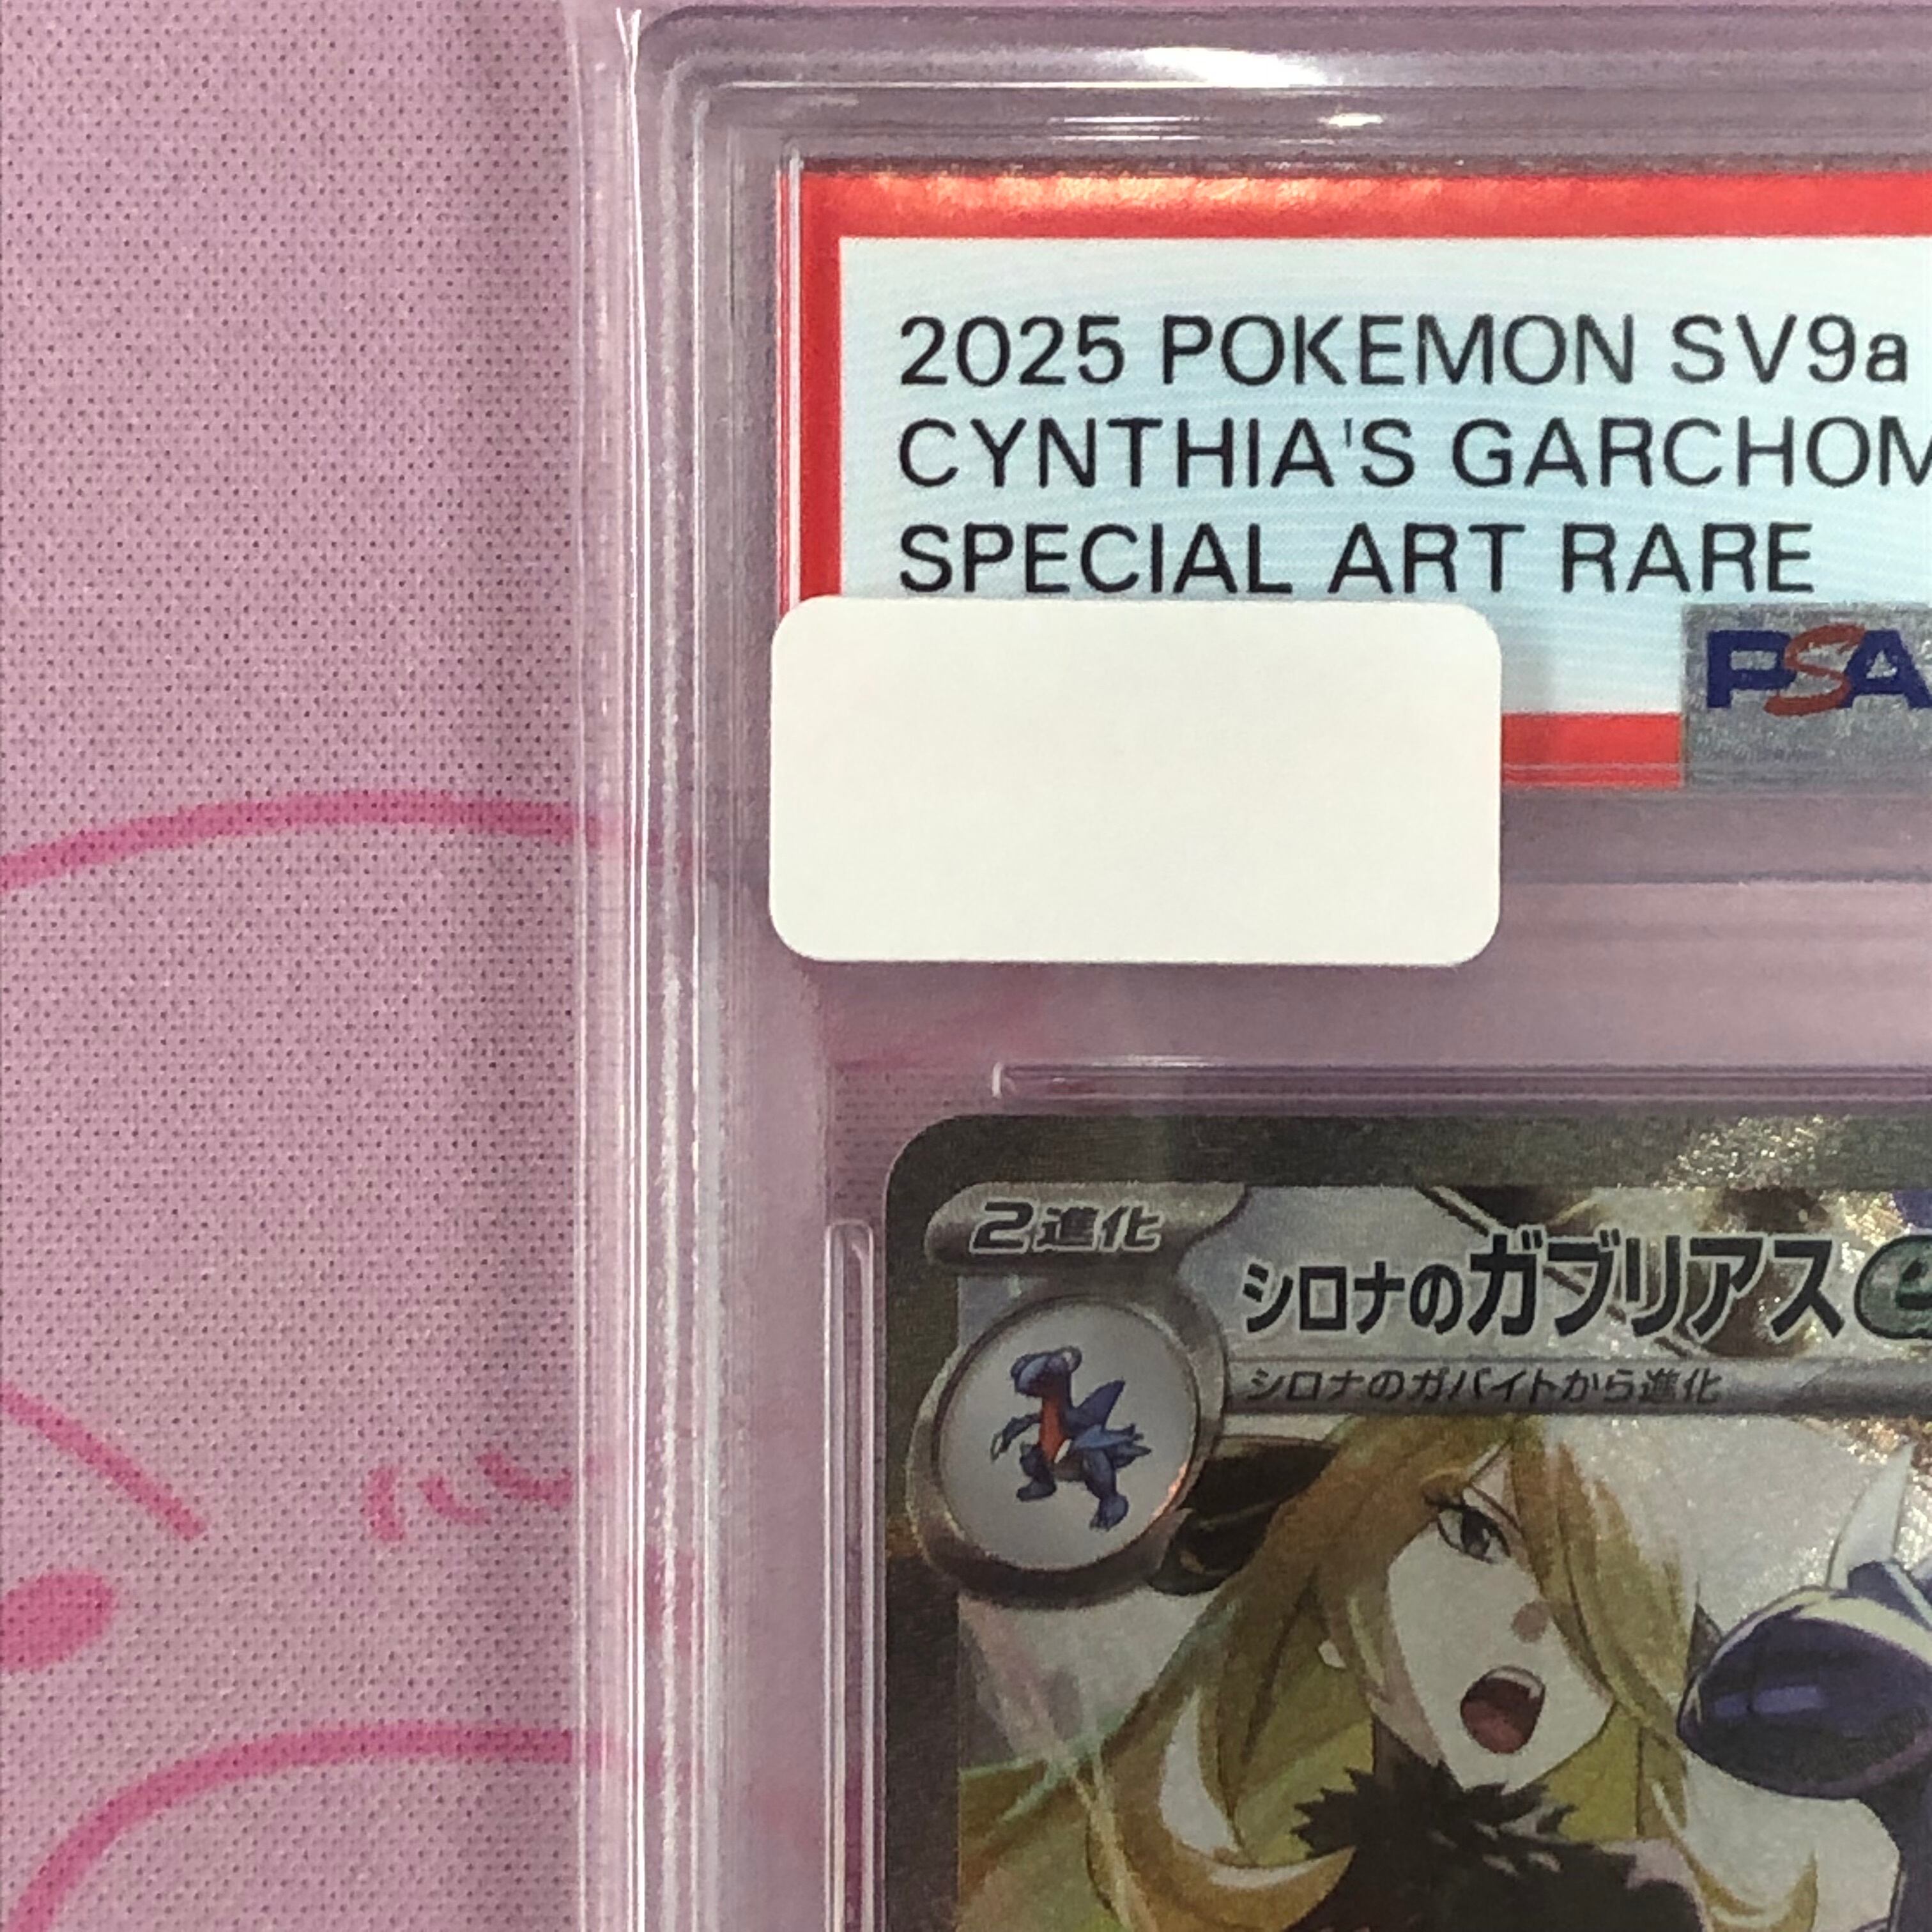 2025 POKEMON SV9a
CYNTHIA'S GARCHOM
SPECIAL ART RARE
PSA
2進化
シロナのガブリアス e
シロナのガバイトから進化